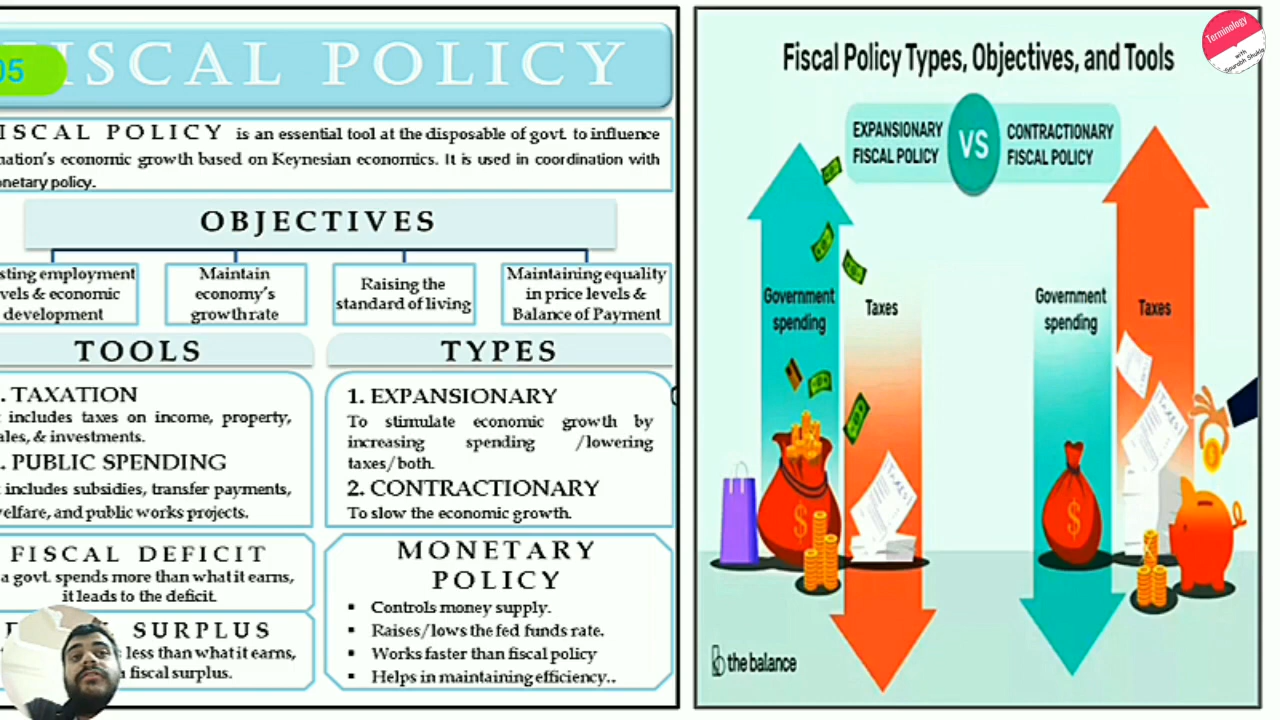 05
ISCAL POLICY
ISCAL POLICY is an essential tool at the disposable of govt. to influence
nation's economic growth based on Keynesian economics. It is used in coordination with
onetary policy.
OBJECTIVES
sting employment
vels & economic
development
Maintain
economy's
growth rate
Raising the
standard of living
Maintaining equality
in price levels &
Balance of Payment
TOOLS
. TAXATION
includes taxes on income, property,
ales, & investments.
. PUBLIC SPENDING
includes subsidies, transfer payments,
elfare, and public works projects.
TYPES
1. EXPANSIONARY
To stimulate economic growth by
increasing spending /lowering
taxes/both.
2. CONTRACTIONARY
To slow the economic growth.
FISCAL DEFICIT
a govt. spends more than what it earns,
it leads to the deficit.
SURPLUS
less than what it earns,
fiscal surplus.
MONETARY
POLICY
▪ Controls money supply.
▪ Raises/lows the fed funds rate.
▪ Works faster than fiscal policy
▪ Helps in maintaining efficiency..
Fiscal Policy Types, Objectives, and Tools
EXPANSIONARY
FISCAL POLICY
VS
CONTRACTIONARY
FISCAL POLICY
Government
spending
Taxes
Government
spending
Taxes
TAXES
TAXES
$
$
$
the balance
Terminology
with
Sourabh Shukla